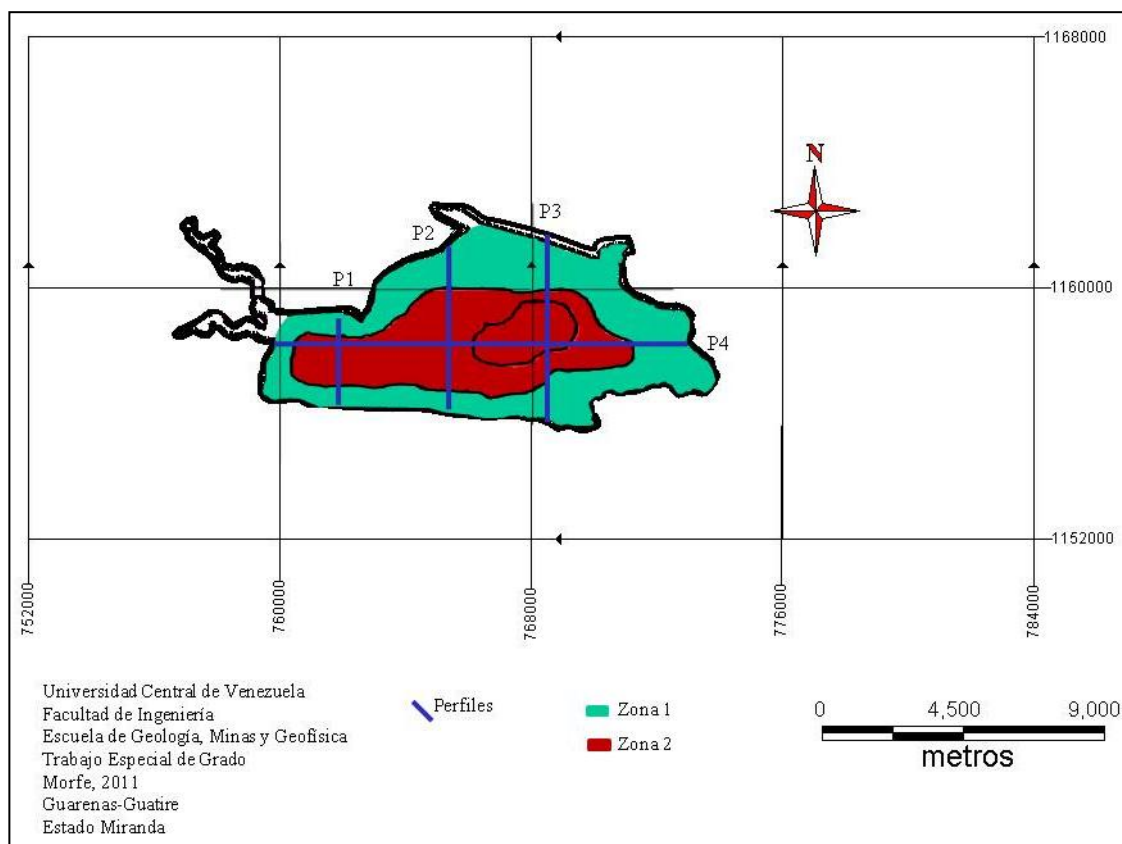 1168000
N
P3
P2
P1
1160000
P4
1152000
752000
760000
768000
776000
784000
Universidad Central de Venezuela
Facultad de Ingeniería
Escuela de Geología, Minas y Geofísica
Trabajo Especial de Grado
Morfe, 2011
Guarenas-Guatire
Estado Miranda
Perfiles
Zona 1
Zona 2
0 4,500 9,000
metros